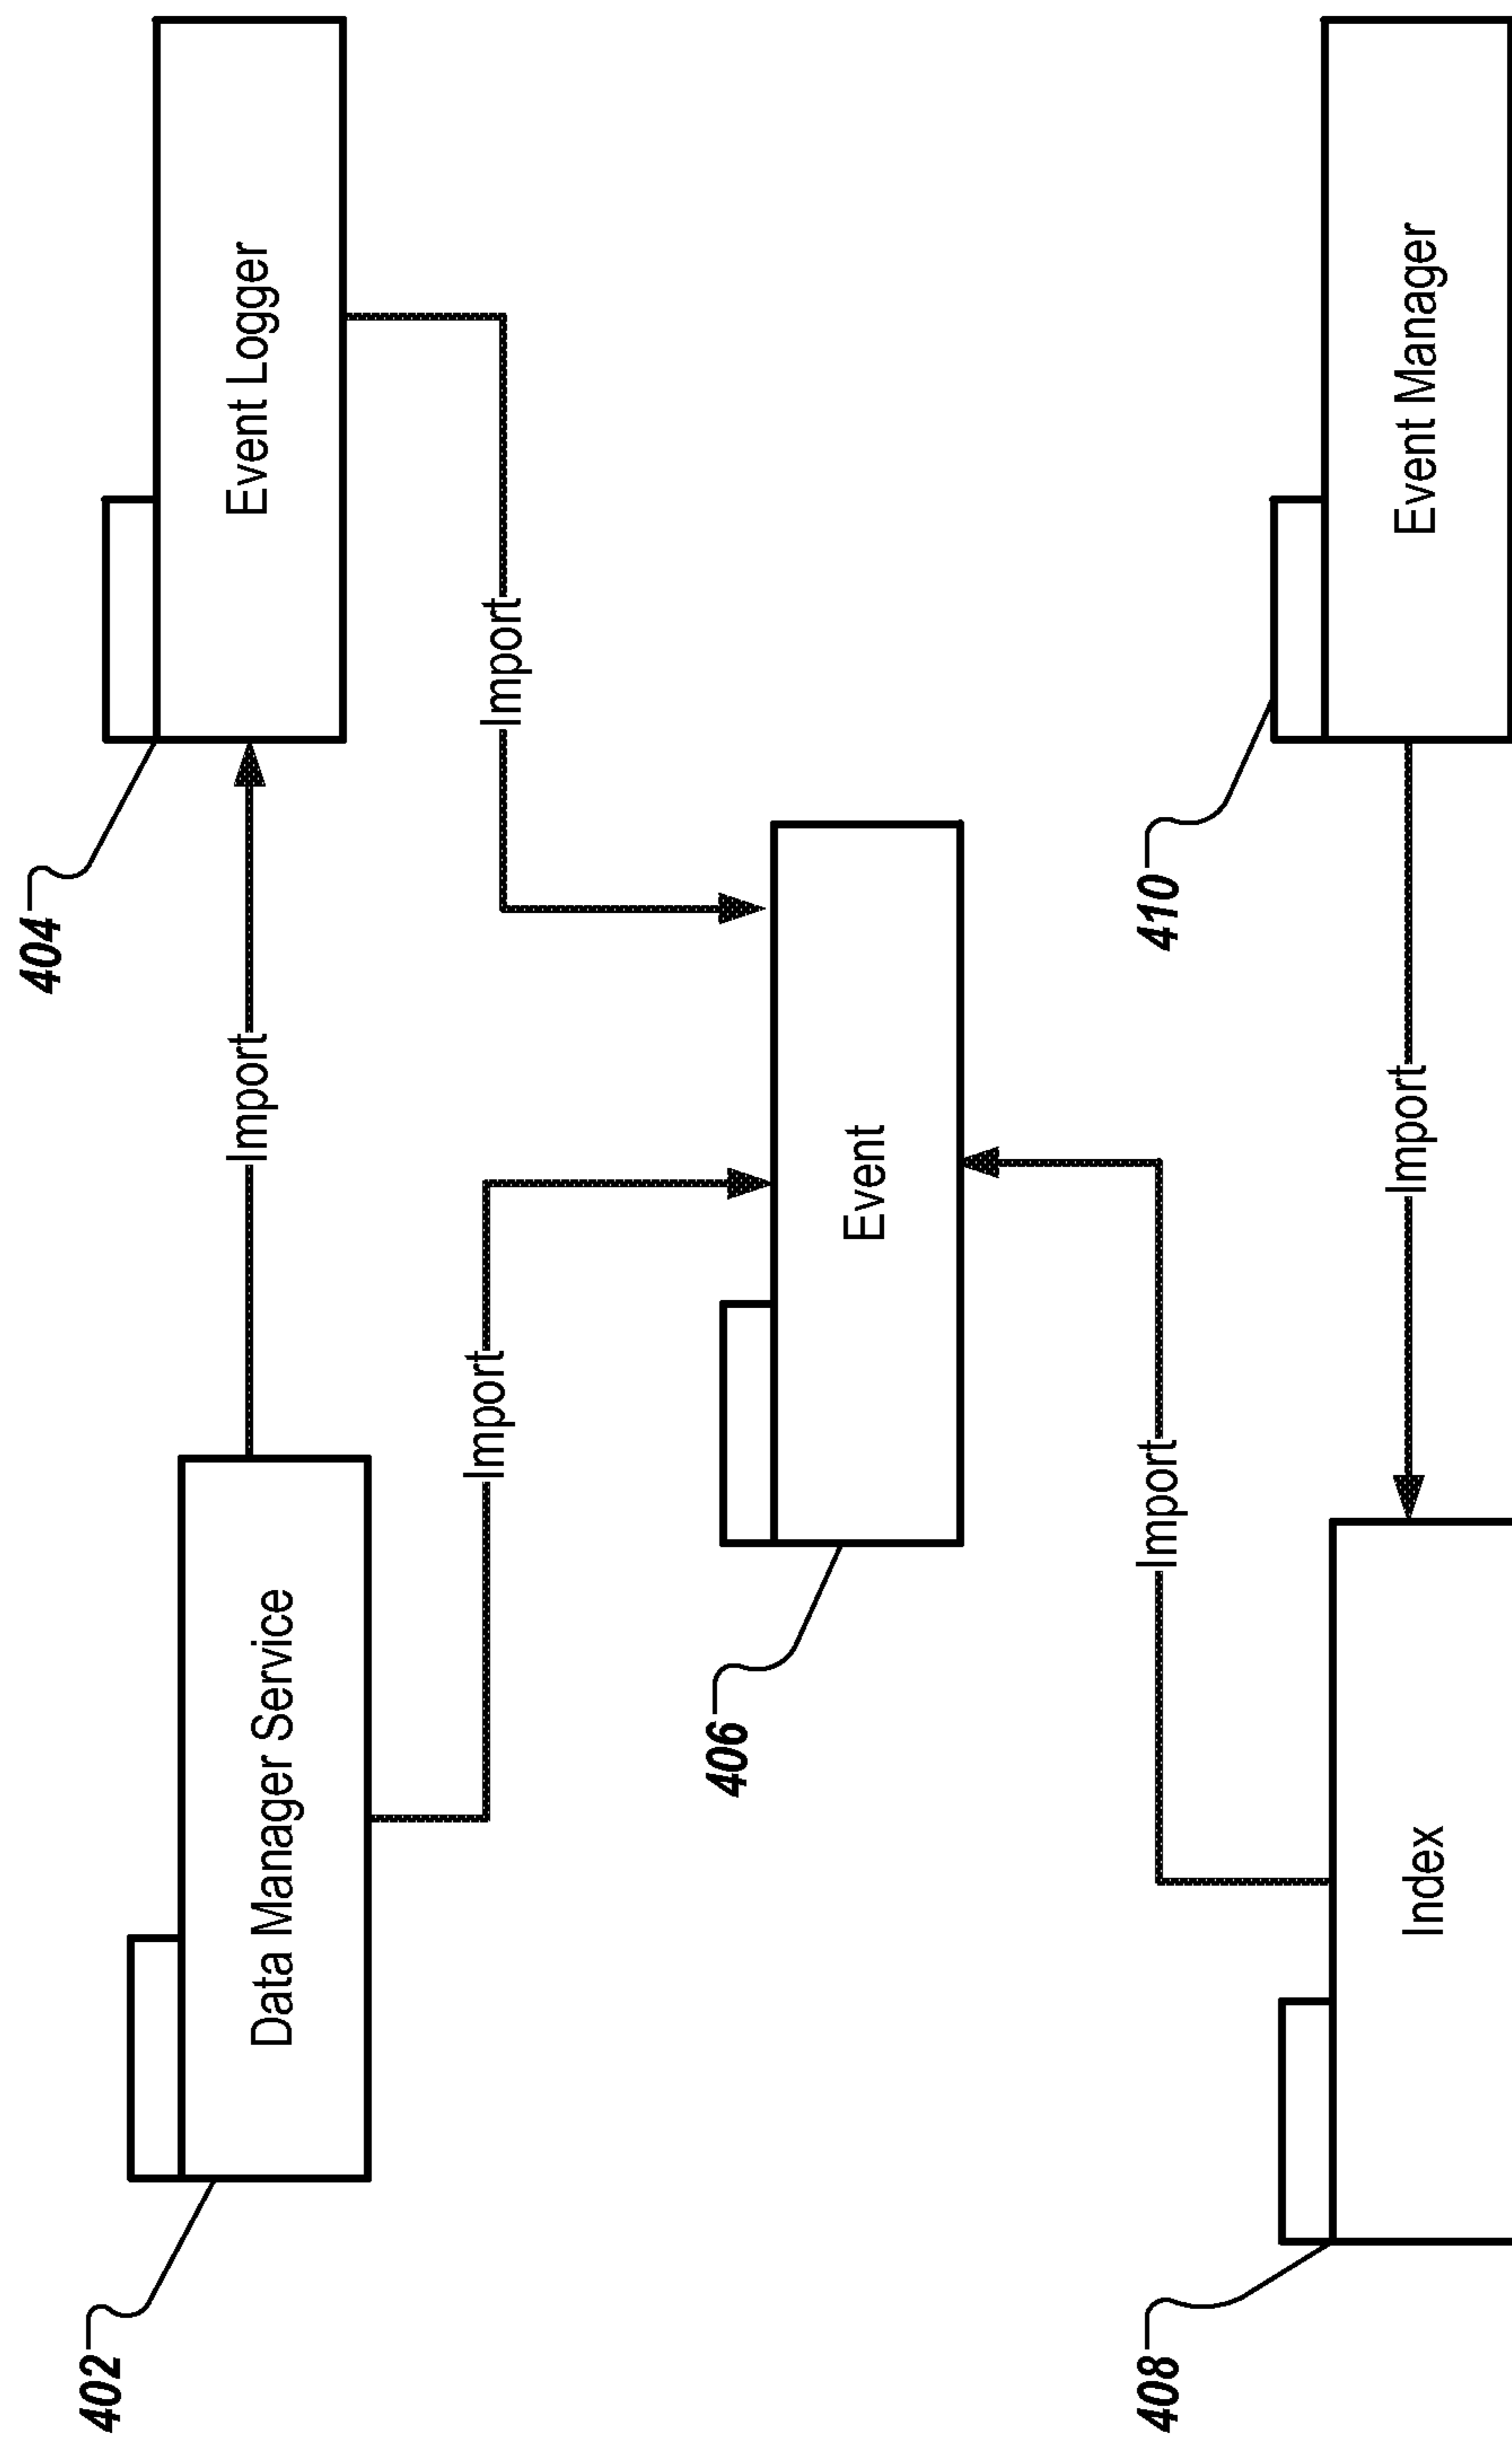 404
Event Logger
Import
402
Data Manager Service
Import
Import
406
Event
Import
410
Event Manager
Import
408
Index